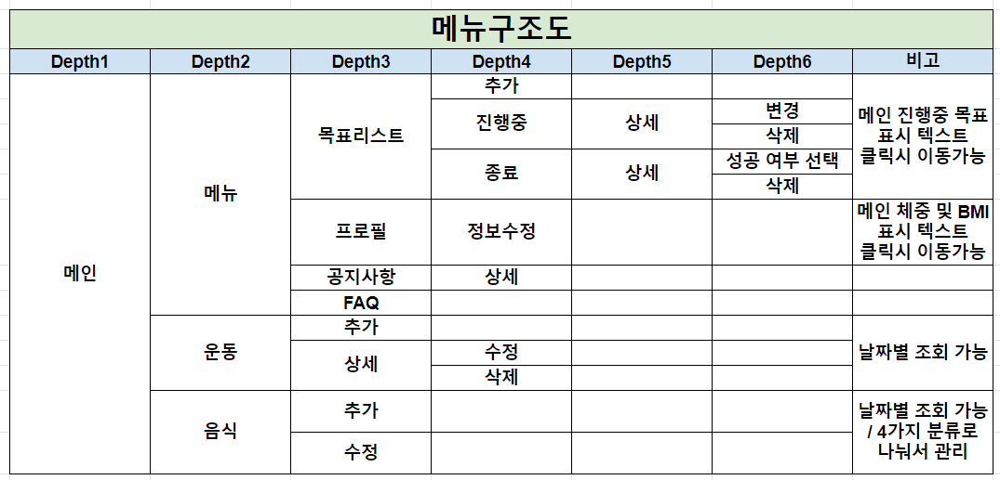 메뉴구조도
Depth1 Depth2 Depth3 Depth4 Depth5 Depth6 비고
메인
메뉴
목표리스트
추가
진행중
상세
변경
삭제
종료
상세
성공 여부 선택
삭제
메인 진행중 목표
표시 텍스트
클릭시 이동가능
프로필
정보수정
메인 체중 및 BMI
표시 텍스트
클릭시 이동가능
공지사항
상세
FAQ
운동
추가
상세
수정
삭제
날짜별 조회 가능
음식
추가
수정
날짜별 조회 가능
/ 4가지 분류로
나눠서 관리